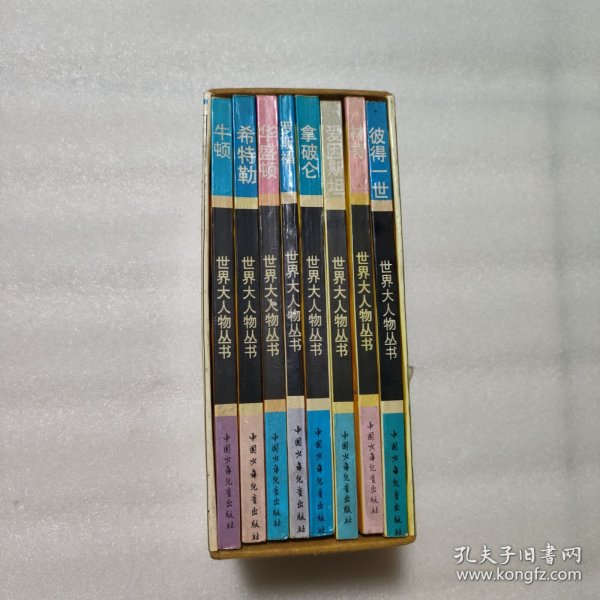 牛顿
世界大人物丛书
中国少年儿童出版社
希特勒
世界大人物丛书
中国少年儿童出版社
华盛顿
世界大人物丛书
中国少年儿童出版社
罗斯福
世界大人物丛书
中国少年儿童出版社
拿破仑
世界大人物丛书
中国少年儿童出版社
爱因斯坦
世界大人物丛书
中国少年儿童出版社
林肯
世界大人物丛书
中国少年儿童出版社
彼得一世
世界大人物丛书
中国少年儿童出版社
孔夫子旧书网
www.kongfz.com